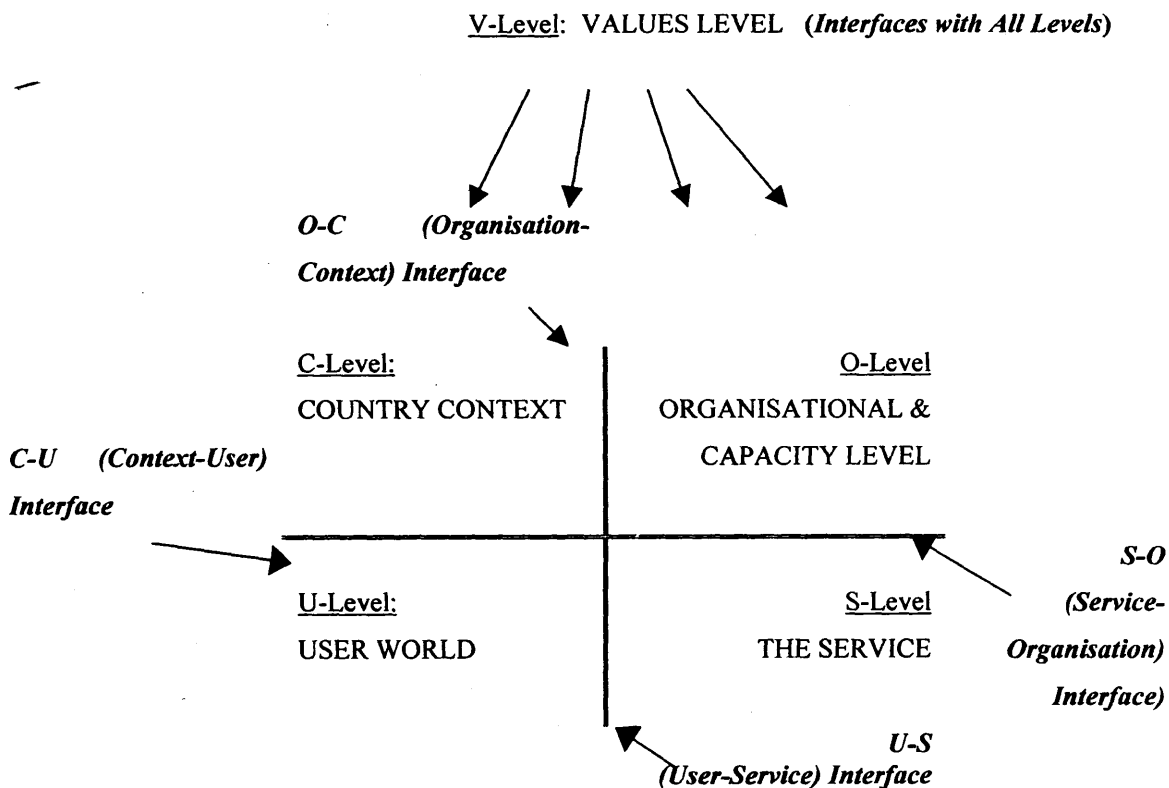 V-Level: VALUES LEVEL (Interfaces with All Levels)
O-C (Organisation-
Context) Interface
C-Level:
COUNTRY CONTEXT
O-Level
ORGANISATIONAL &
CAPACITY LEVEL
C-U (Context-User)
Interface
U-Level:
USER WORLD
S-Level
THE SERVICE
S-O
(Service-
Organisation)
Interface)
U-S
(User-Service) Interface